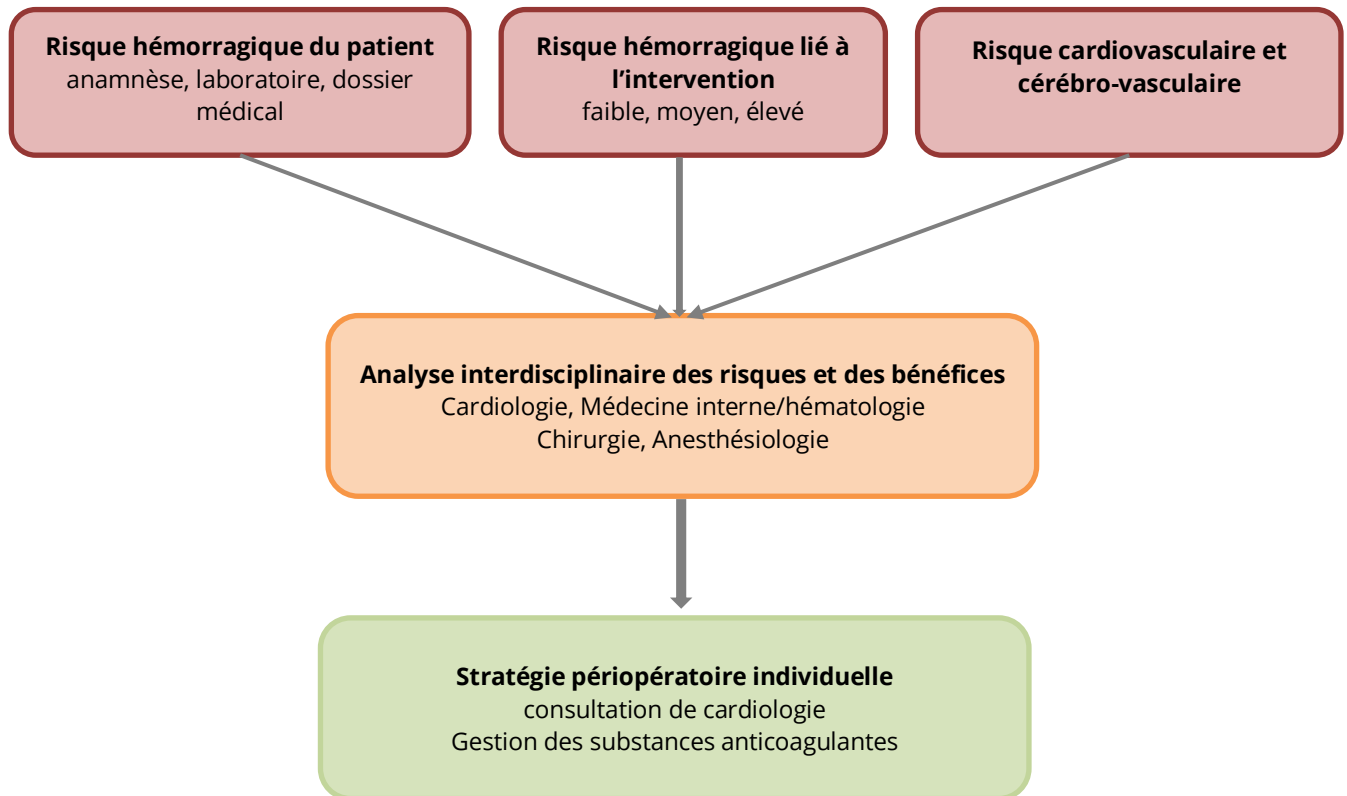 Risque hémorragique du patient
anamnèse, laboratoire, dossier
médical
Risque hémorragique lié à
l’intervention
faible, moyen, élevé
Risque cardiovasculaire et
cérébro-vasculaire
Analyse interdisciplinaire des risques et des bénéfices
Cardiologie, Médecine interne/hématologie
Chirurgie, Anesthésiologie
Stratégie périopératoire individuelle
consultation de cardiologie
Gestion des substances anticoagulantes